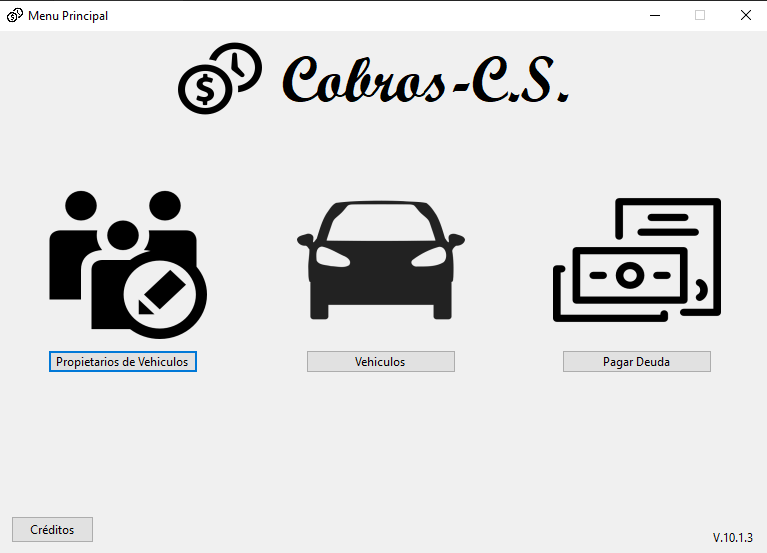 Menu Principal
Cobros-C.S.
Propietarios de Vehiculos
Vehiculos
Pagar Deuda
Créditos
V.10.1.3